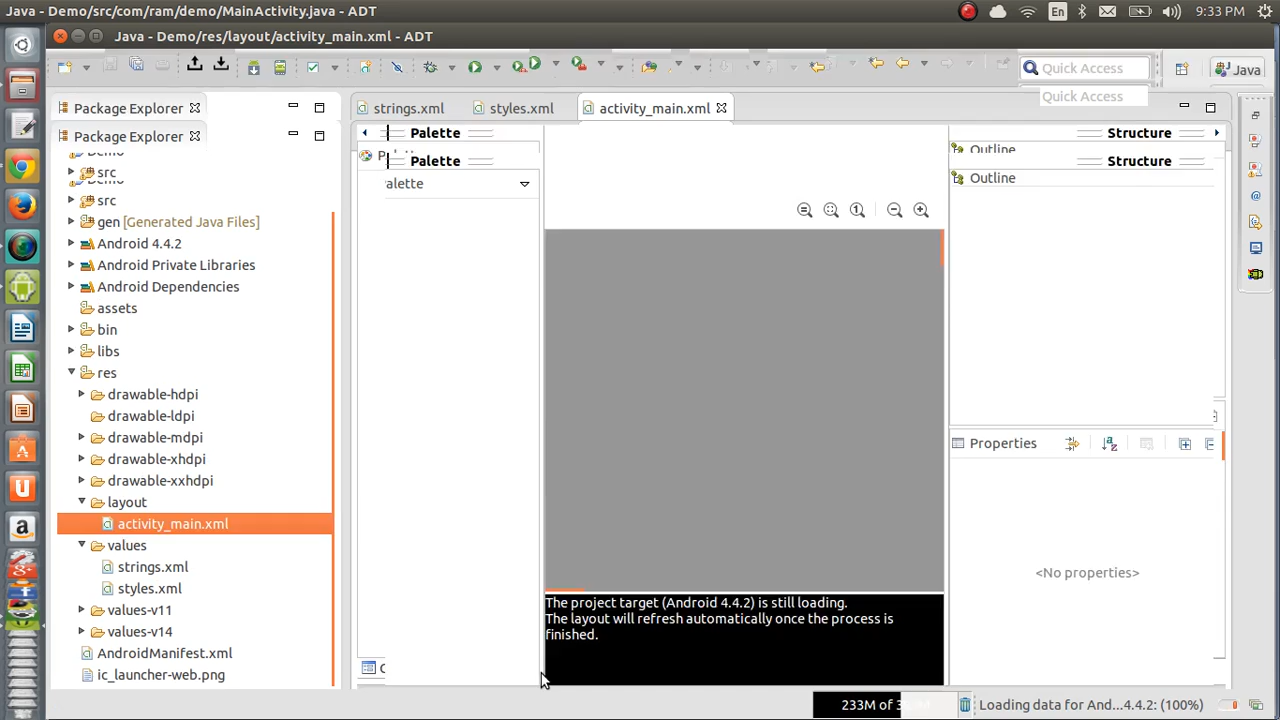 Java - Demo/src/com/ram/demo/MainActivity.java - ADT
En
9:33 PM
Java - Demo/res/layout/activity_main.xml - ADT
Quick Access
Java
Quick Access
Package Explorer
strings.xml
styles.xml
activity_main.xml
Package Explorer
Palette
Structure
Outline
Palette
Structure
alette
Outline
src
src
gen [Generated Java Files]
Android 4.4.2
Android Private Libraries
Android Dependencies
assets
bin
libs
res
drawable-hdpi
drawable-ldpi
drawable-mdpi
drawable-xhdpi
drawable-xxhdpi
layout
activity_main.xml
values
strings.xml
styles.xml
values-v11
values-v14
AndroidManifest.xml
ic_launcher-web.png
Properties
<No properties>
The project target (Android 4.4.2) is still loading.
The layout will refresh automatically once the process is
finished.
233M of
Loading data for And...4.4.2: (100%)